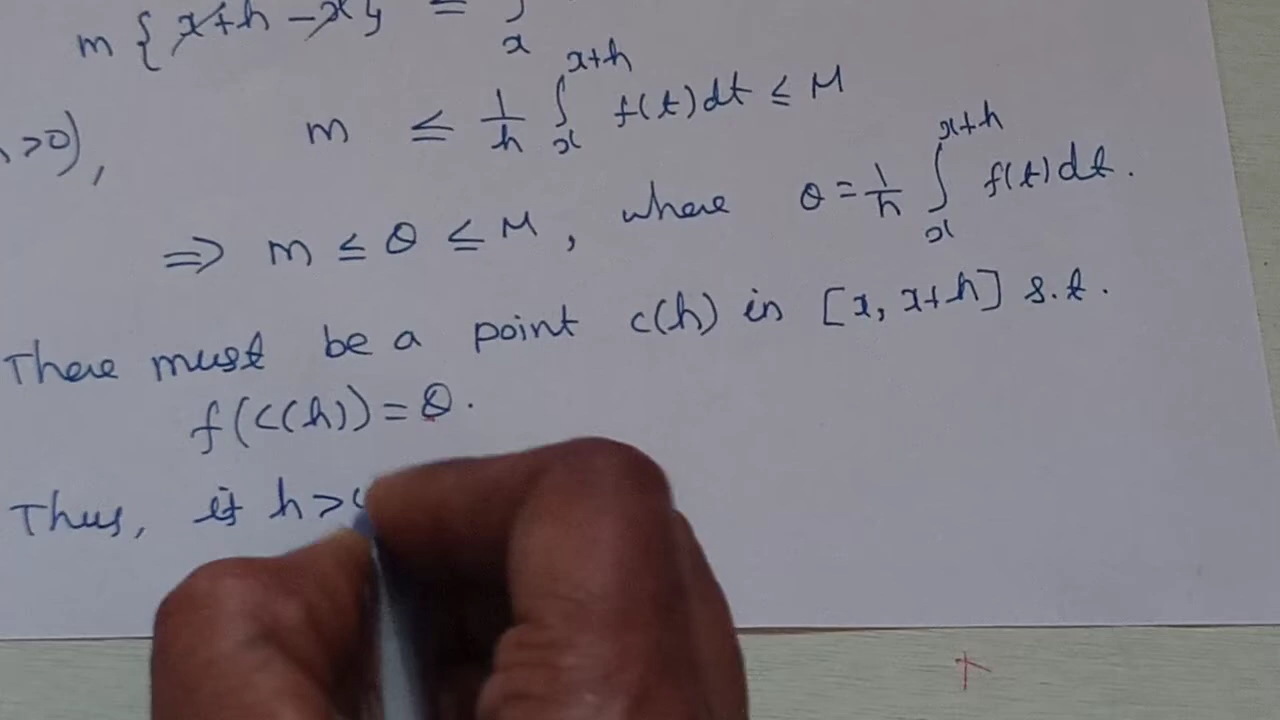 m { x+h - x } = ∫ x
>0), m ≤ 1/h ∫ x x+h f(t)dt ≤ M
⇒ m ≤ θ ≤ M, where θ = 1/h ∫ x x+h f(t)dt.
There must be a point c(h) in [x, x+h] s.t.
f(c(h)) = θ.
Thus, if h>